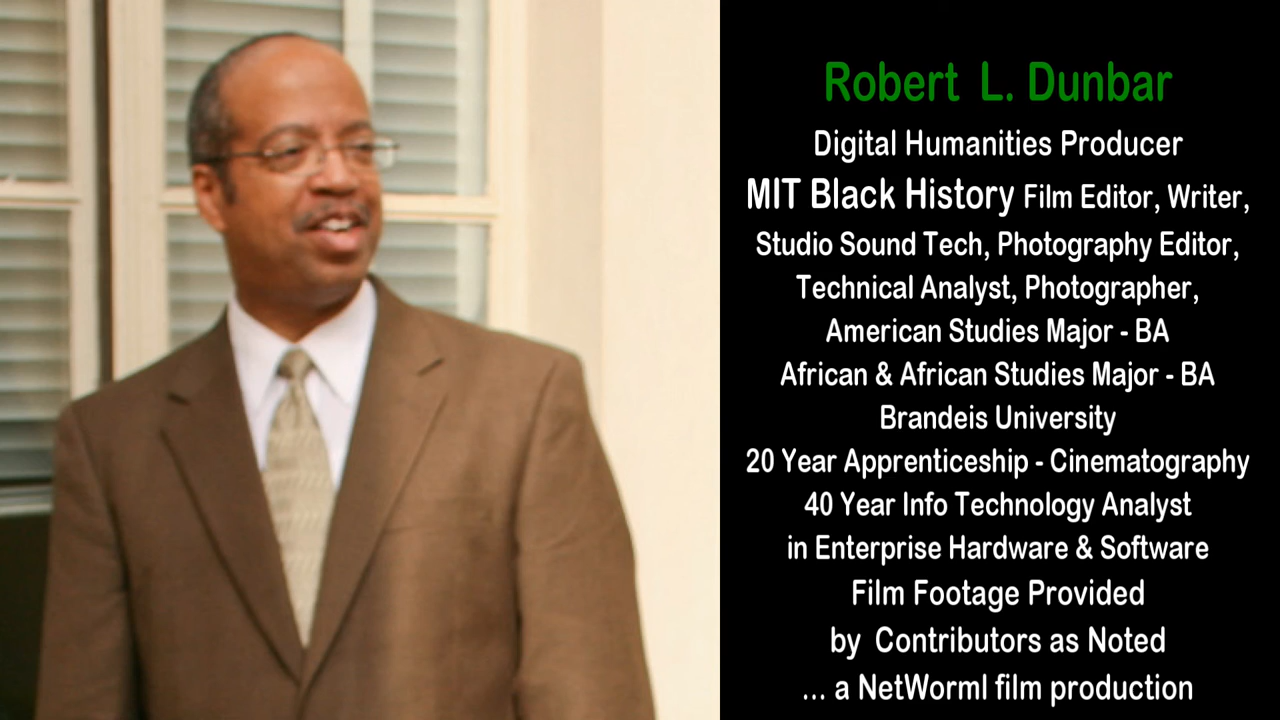 Robert L. Dunbar
Digital Humanities Producer
MIT Black History Film Editor, Writer,
Studio Sound Tech, Photography Editor,
Technical Analyst, Photographer,
American Studies Major - BA
African & African Studies Major - BA
Brandeis University
20 Year Apprenticeship - Cinematography
40 Year Info Technology Analyst
in Enterprise Hardware & Software
Film Footage Provided
by Contributors as Noted
... a NetWorml film production